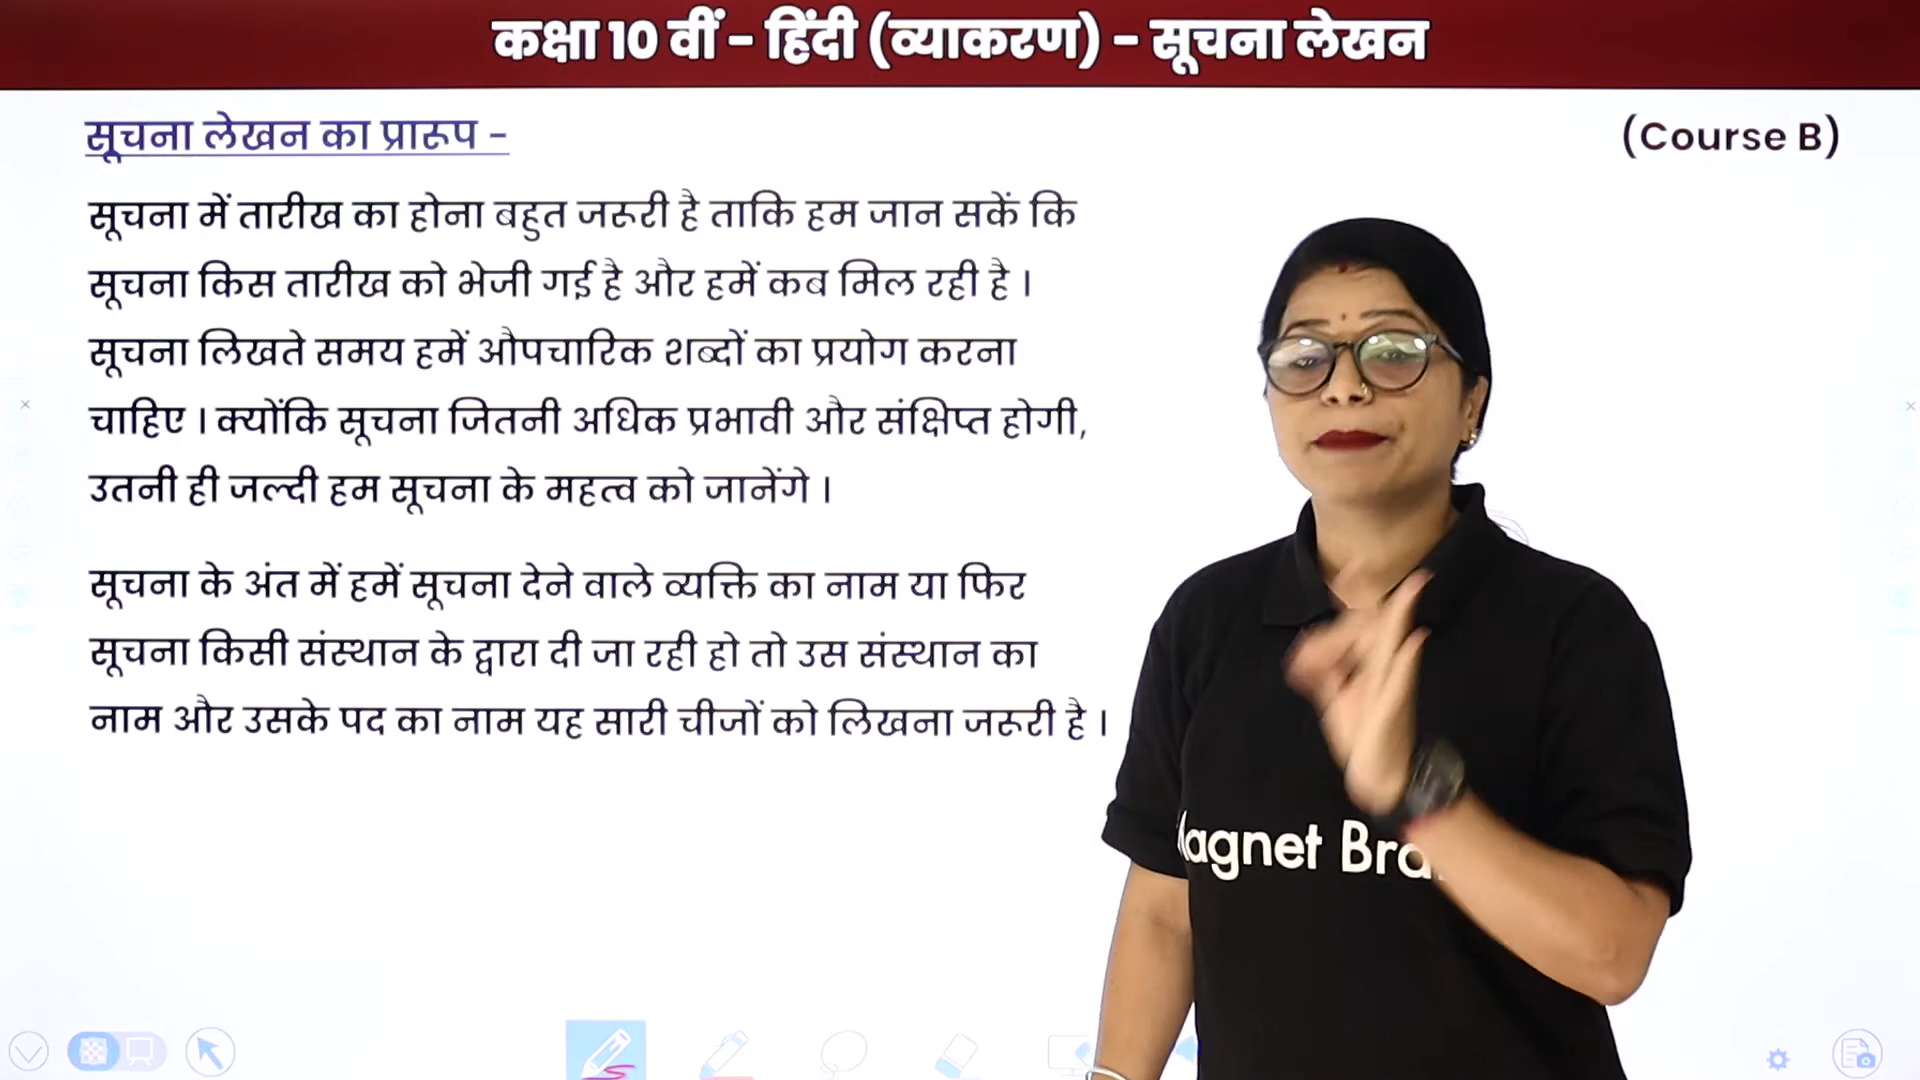 कक्षा 10 वीं - हिंदी (व्याकरण) - सूचना लेखन
सूचना लेखन का प्रारूप -
(Course B)
सूचना में तारीख का होना बहुत जरूरी है ताकि हम जान सकें कि
सूचना किस तारीख को भेजी गई है और हमें कब मिल रही है ।
सूचना लिखते समय हमें औपचारिक शब्दों का प्रयोग करना
चाहिए । क्योंकि सूचना जितनी अधिक प्रभावी और संक्षिप्त होगी,
उतनी ही जल्दी हम सूचना के महत्व को जानेंगे ।
सूचना के अंत में हमें सूचना देने वाले व्यक्ति का नाम या फिर
सूचना किसी संस्थान के द्वारा दी जा रही हो तो उस संस्थान का
नाम और उसके पद का नाम यह सारी चीजों को लिखना जरूरी है ।